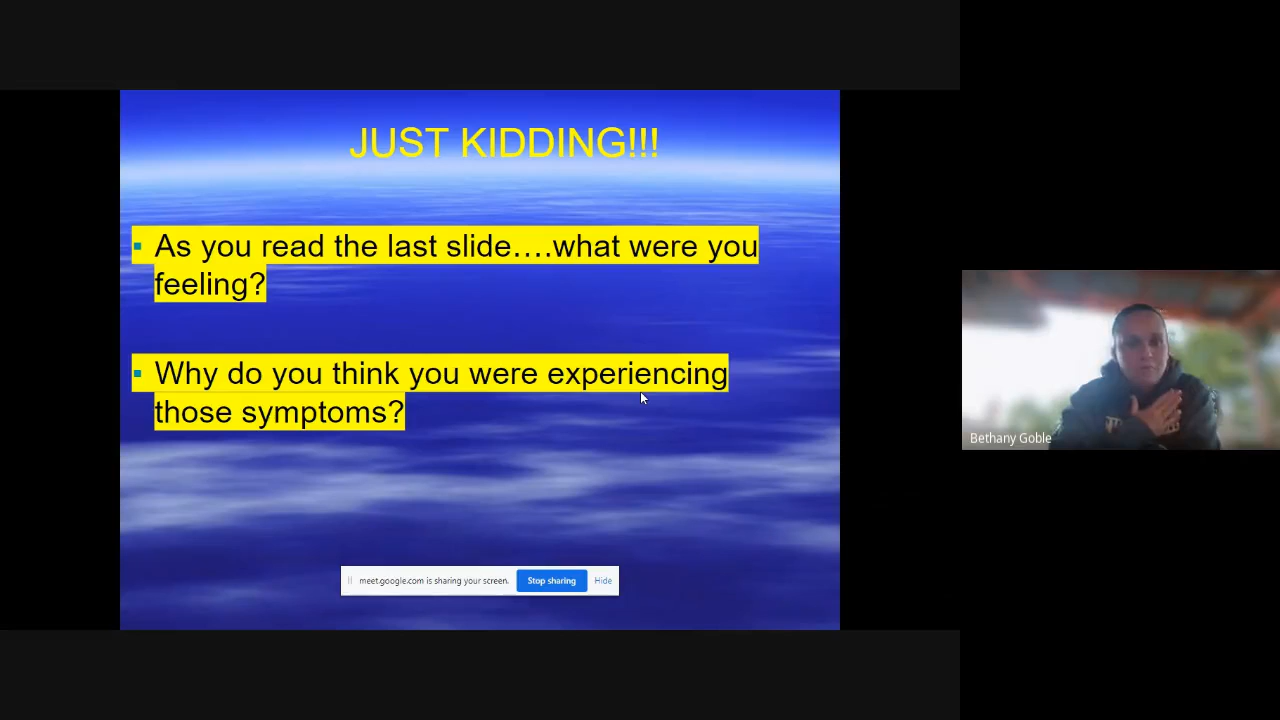 JUST KIDDING!!!
▪ As you read the last slide….what were you
feeling?
▪ Why do you think you were experiencing
those symptoms?
meet.google.com is sharing your screen. Stop sharing Hide
Bethany Goble